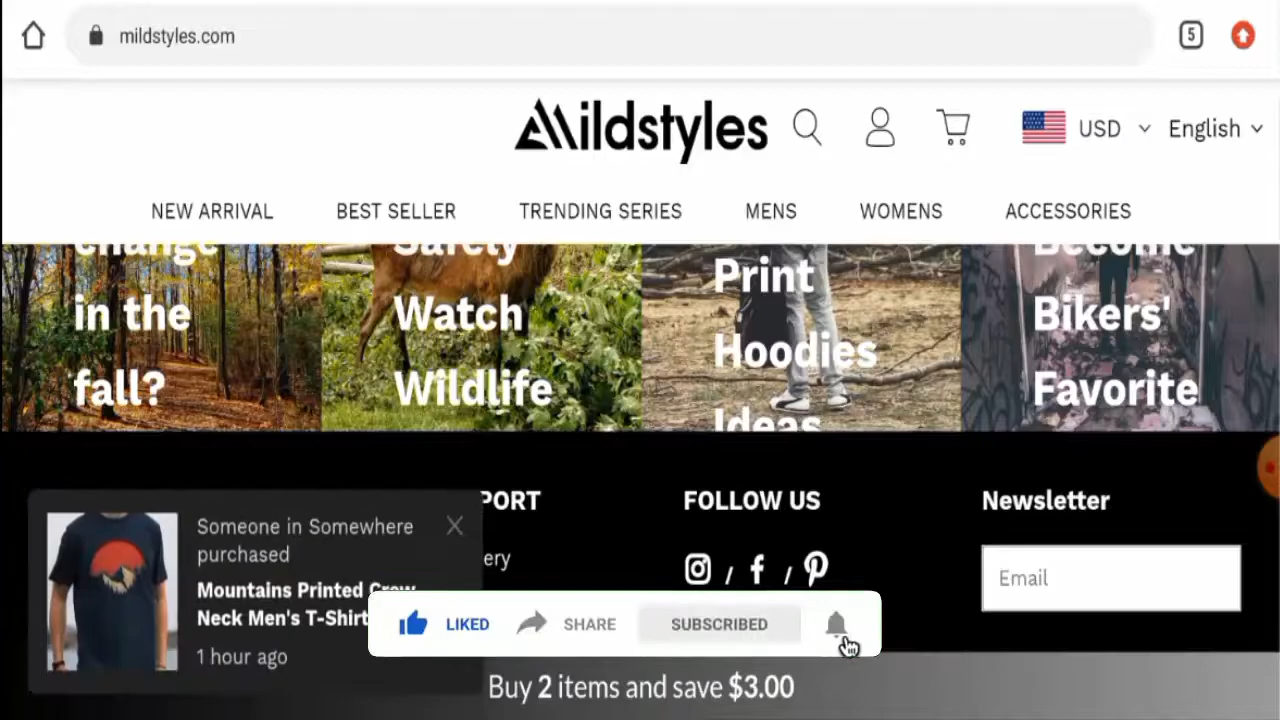 mildstyles.com
5
Mildstyles
USD
English
NEW ARRIVAL
BEST SELLER
TRENDING SERIES
MENS
WOMENS
ACCESSORIES
change
in the
fall?
Safely
Watch
Wildlife
Print
Hoodies
Ideas
Become
Bikers'
Favorite
PORT
ery
FOLLOW US
/ /
Newsletter
Email
Someone in Somewhere
purchased
Mountains Printed Crew
Neck Men's T-Shirt
1 hour ago
LIKED
SHARE
SUBSCRIBED
Buy 2 items and save $3.00